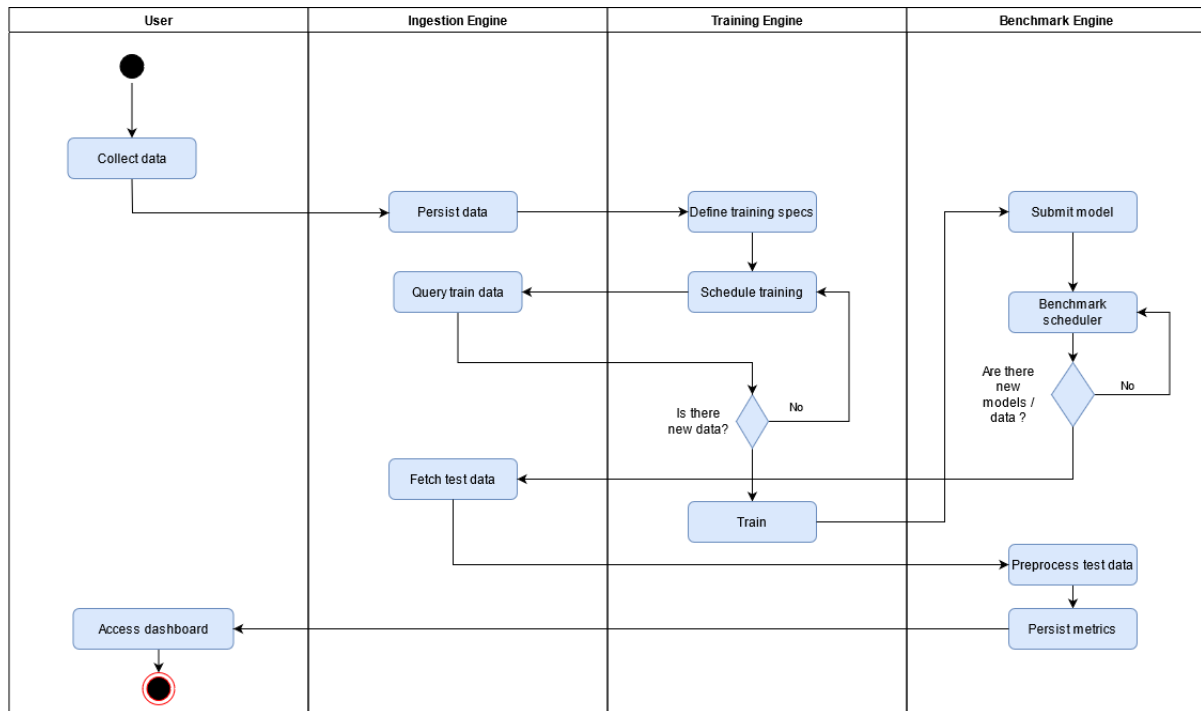 User
Ingestion Engine
Training Engine
Benchmark Engine
Collect data
Persist data
Define training specs
Submit model
Query train data
Schedule training
Benchmark
scheduler
Are there
new
models /
data ?
No
Is there
new data?
No
Fetch test data
Train
Preprocess test data
Access dashboard
Persist metrics